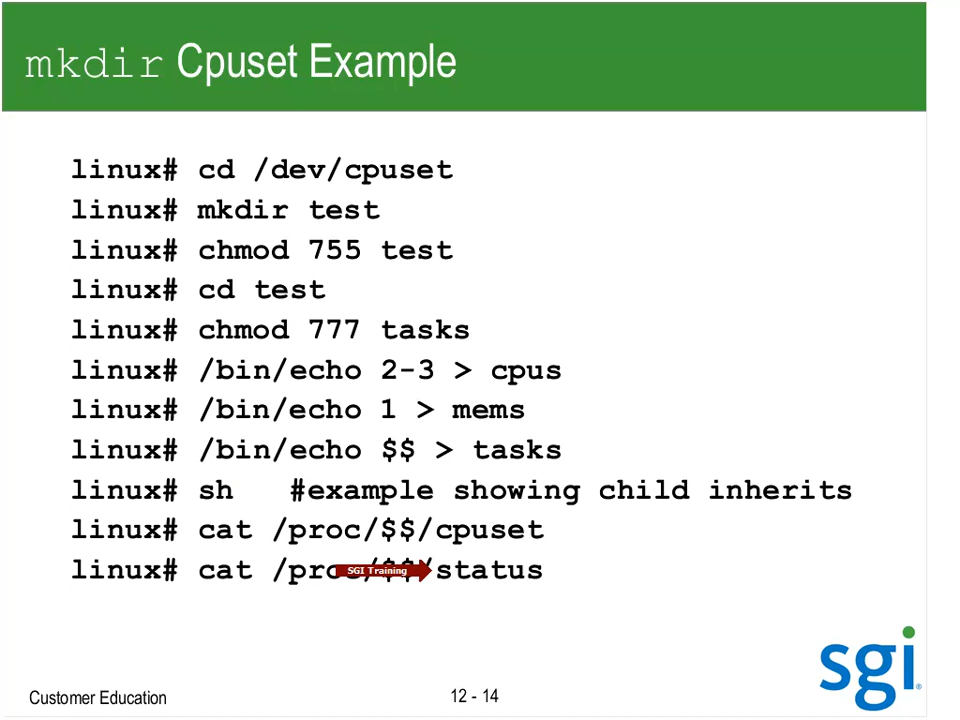 mkdir Cpuset Example
linux# cd /dev/cpuset
linux# mkdir test
linux# chmod 755 test
linux# cd test
linux# chmod 777 tasks
linux# /bin/echo 2-3 > cpus
linux# /bin/echo 1 > mems
linux# /bin/echo $$ > tasks
linux# sh   #example showing child inherits
linux# cat /proc/$$/cpuset
linux# cat /proc/$$/status
SGI Training
sgi®
Customer Education
12 - 14